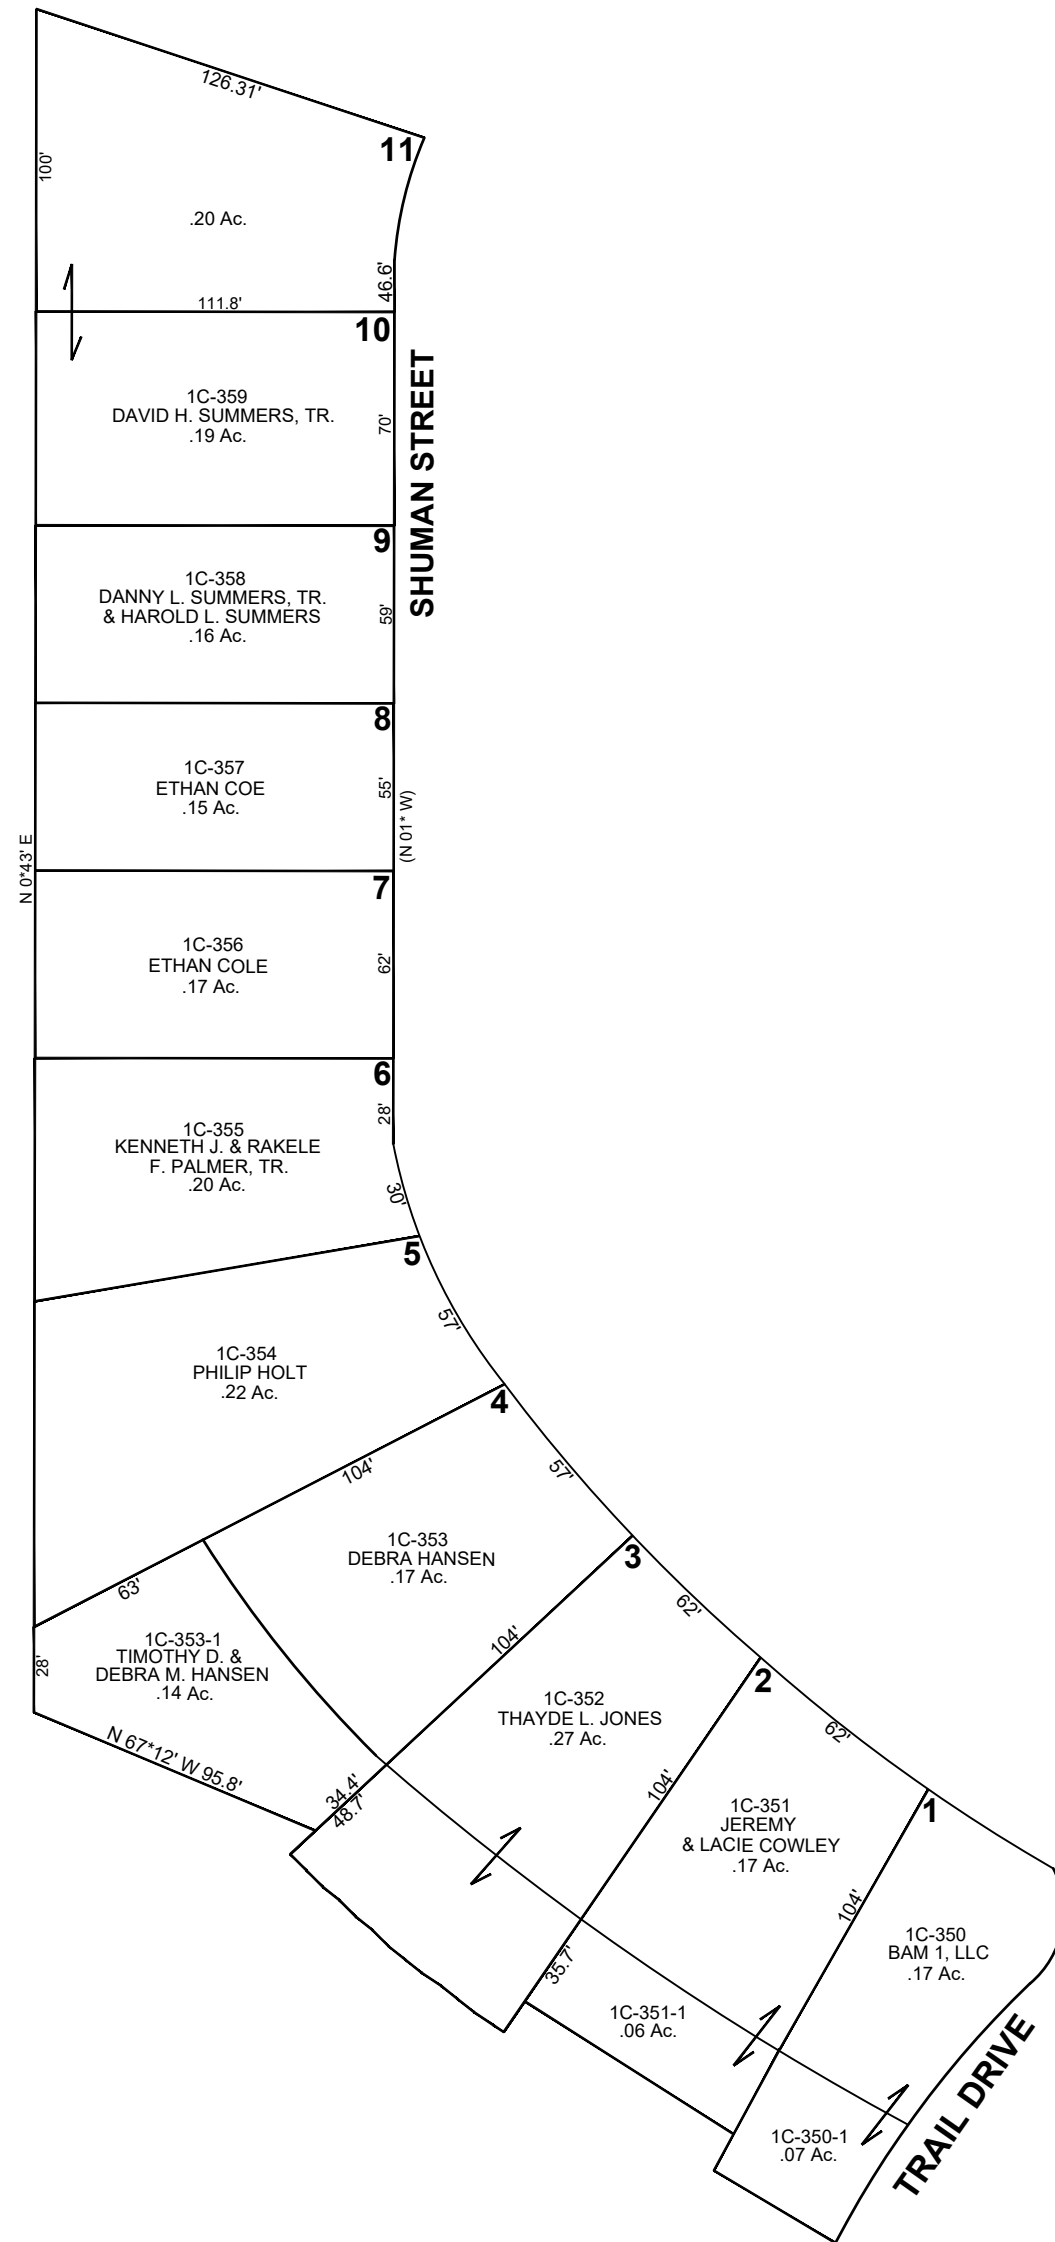 126.31'
11
100'
.20 Ac.
46.6'
111.8'
10
SHUMAN STREET
1C-359
DAVID H. SUMMERS, TR.
.19 Ac.
70'
9
1C-358
DANNY L. SUMMERS, TR.
& HAROLD L. SUMMERS
.16 Ac.
59'
8
1C-357
ETHAN COE
.15 Ac.
55'
(N 01* W)
N 0*43' E
7
1C-356
ETHAN COLE
.17 Ac.
62'
6
28'
1C-355
KENNETH J. & RAKELE
F. PALMER, TR.
.20 Ac.
30'
5
57'
1C-354
PHILIP HOLT
.22 Ac.
4
104'
57'
1C-353
DEBRA HANSEN
.17 Ac.
3
63'
62'
1C-353-1
TIMOTHY D. &
DEBRA M. HANSEN
.14 Ac.
28'
104'
2
1C-352
THAYDE L. JONES
.27 Ac.
62'
N 67*12' W 95.8'
34.4'
48.7'
104'
1
1C-351
JEREMY
& LACIE COWLEY
.17 Ac.
104'
1C-350
BAM 1, LLC
.17 Ac.
35.7'
1C-351-1
.06 Ac.
TRAIL DRIVE
1C-350-1
.07 Ac.